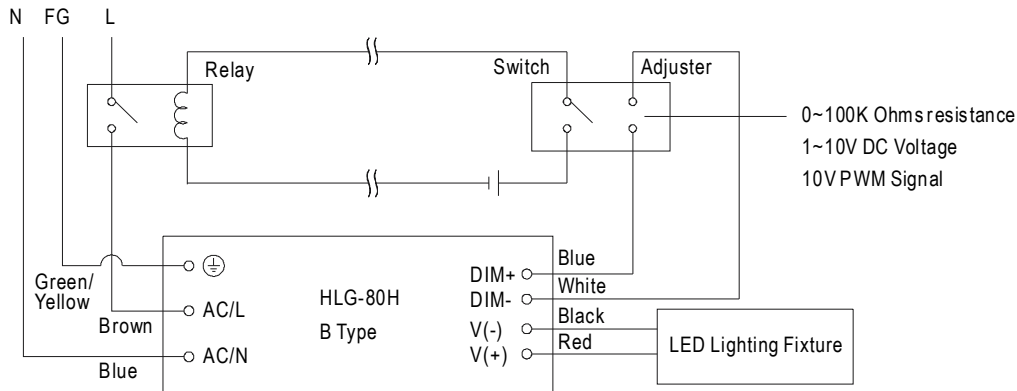 N FG L
Relay
Switch
Adjuster
0~100K Ohms resistance
1~10V DC Voltage
10V PWM Signal
Green/
Yellow
Brown
Blue
AC/L
AC/N
HLG-80H
B Type
DIM+
DIM-
V(-)
V(+)
Blue
White
Black
Red
LED Lighting Fixture